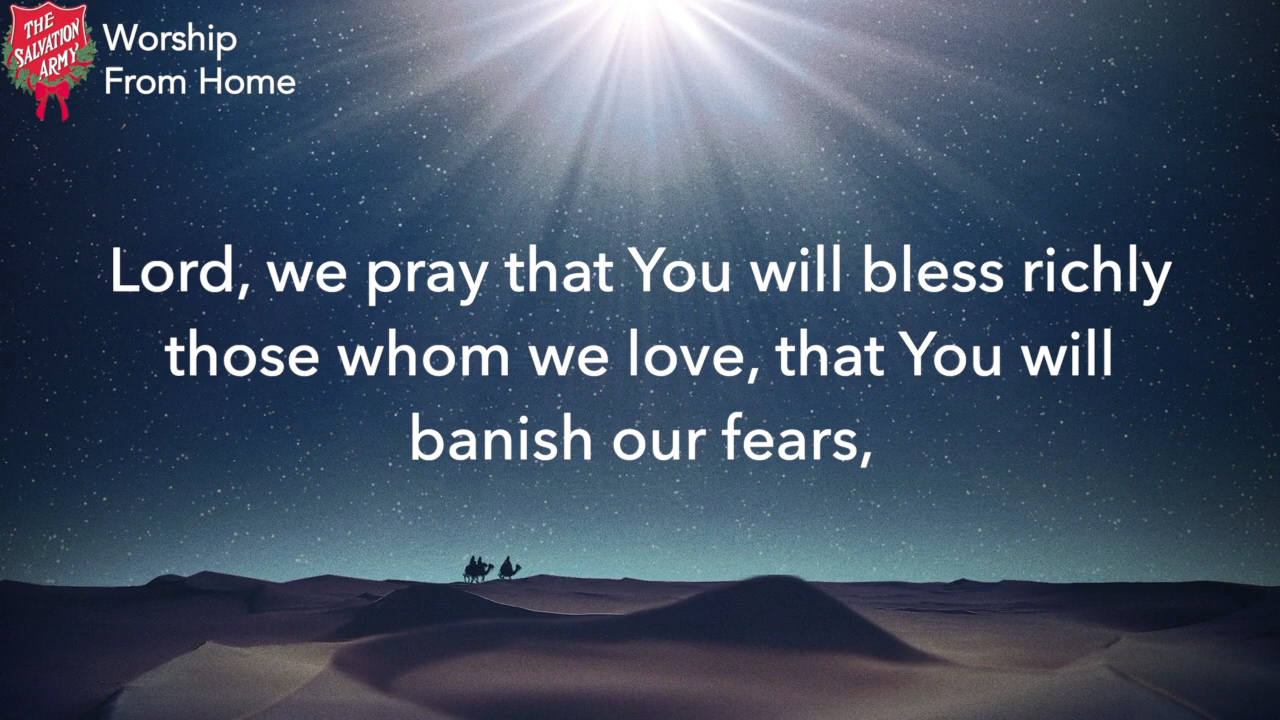 THE
SALVATION
ARMY
Worship
From Home
Lord, we pray that You will bless richly
those whom we love, that You will
banish our fears,